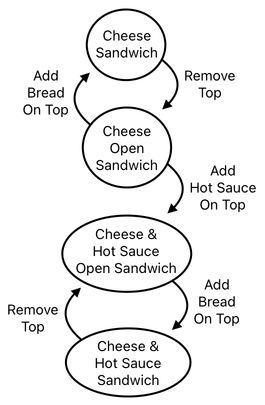 Cheese
Sandwich
Add
Bread
On Top
Remove
Top
Cheese
Open
Sandwich
Add
Hot Sauce
On Top
Cheese &
Hot Sauce
Open Sandwich
Add
Bread
On Top
Remove
Top
Cheese &
Hot Sauce
Sandwich